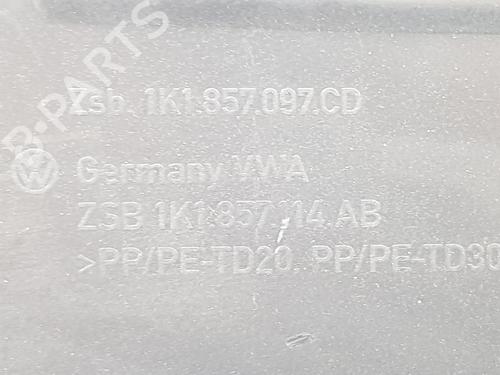 B-PARTS
Zsb. 1K1.857.097.CD
Germany VWA
ZSB 1K1.857.114.AB
>PP/PE-TD20. PP/PE-TD30